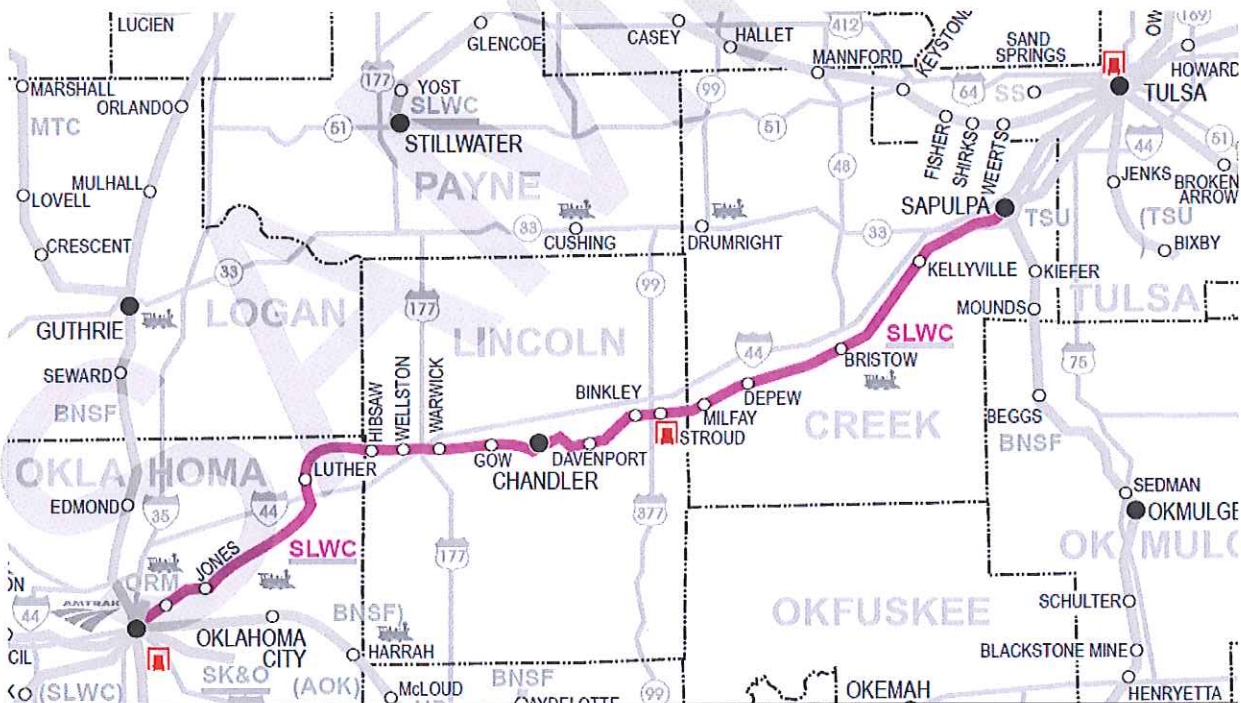 LUCIEN
GLENCOE
CASEY
HALLET
412
KEYSTONE
SAND
SPRINGS
169
OW
MANNFORD
HOWARD
MARSHALL
ORLANDO
177
YOST
SLWC
99
64
SS
TULSA
MTC
51
STILLWATER
51
FISHER
SHIRKS
WEERTS
44
51
MULHALL
LOVELL
PAYNE
48
JENKS
BROKEN
ARROW
SAPULPA
TSU
(TSU
CRESCENT
33
CUSHING
DRUMRIGHT
33
BIXBY
33
KELLYVILLE
KIEFER
LOGAN
177
99
MOUNDS
TULSA
GUTHRIE
LINCOLN
SLWC
44
BRISTOW
75
SEWARD
BNSF
HIBSAW
WELLSTON
WARWICK
BINKLEY
DEPEW
MILFAY
CREEK
BEGGS
BNSF
STROUD
OKLAHOMA
LUTHER
GOW
DAVENPORT
CHANDLER
EDMOND
35
44
377
SEDMAN
OKMULGE
JONES
SLWC
177
OKMULG
ORM
ON
44
AMTRAK
BNSF)
OKFUSKEE
SCHULTER
OKLAHOMA
CITY
HARRAH
CIL
BLACKSTONE MINE
SK&O
(AOK)
BNSF
(SLWC)
McLOUD
99
OKEMAH
HENRYETTA